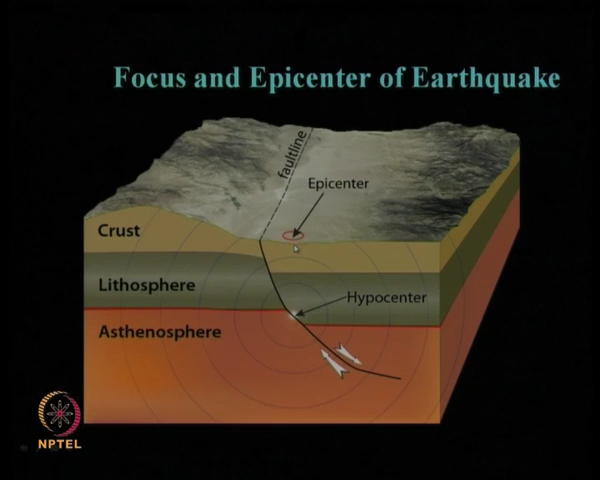 Focus and Epicenter of Earthquake
faultline
Epicenter
Crust
Lithosphere
Hypocenter
Asthenosphere
NPTEL